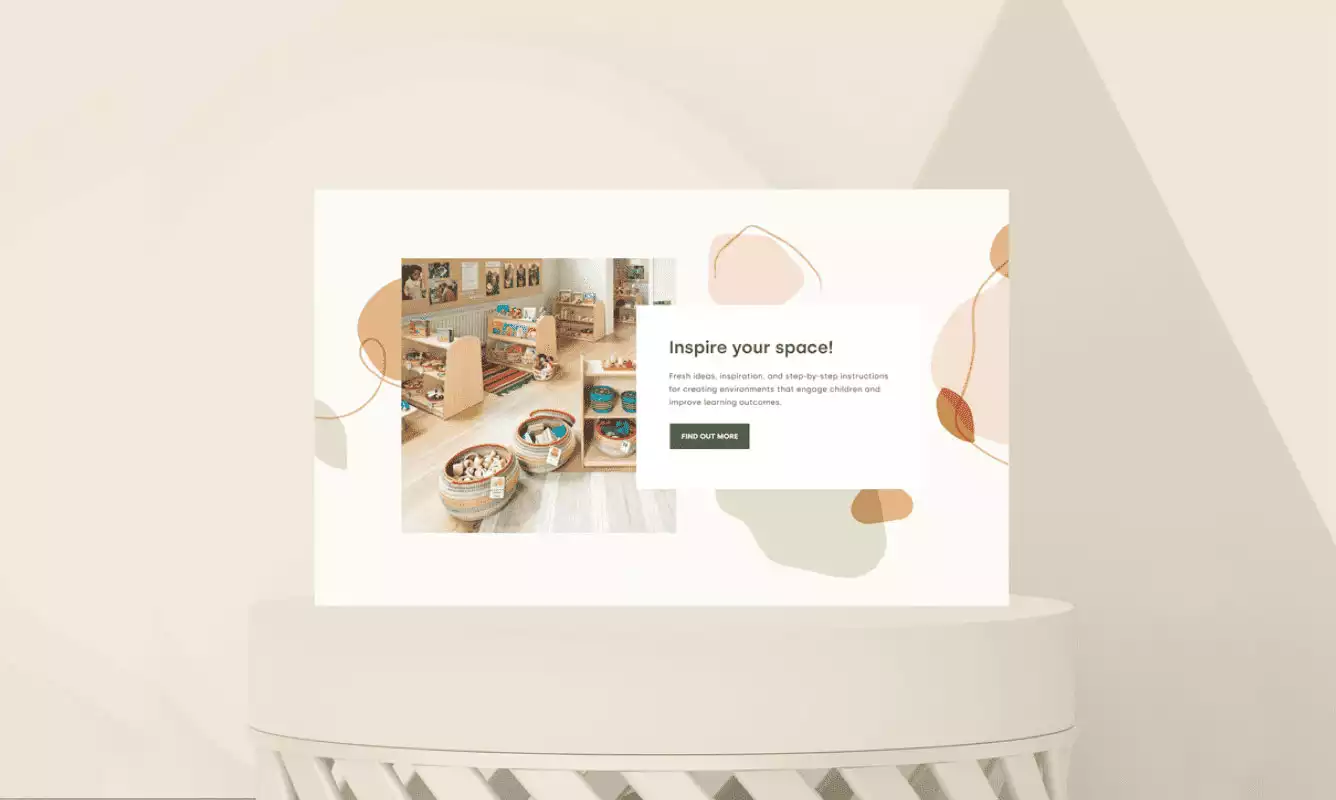 Inspire your space!
Fresh ideas, inspiration, and step-by-step instructions
for creating environments that engage children and
improve learning outcomes.
FIND OUT MORE